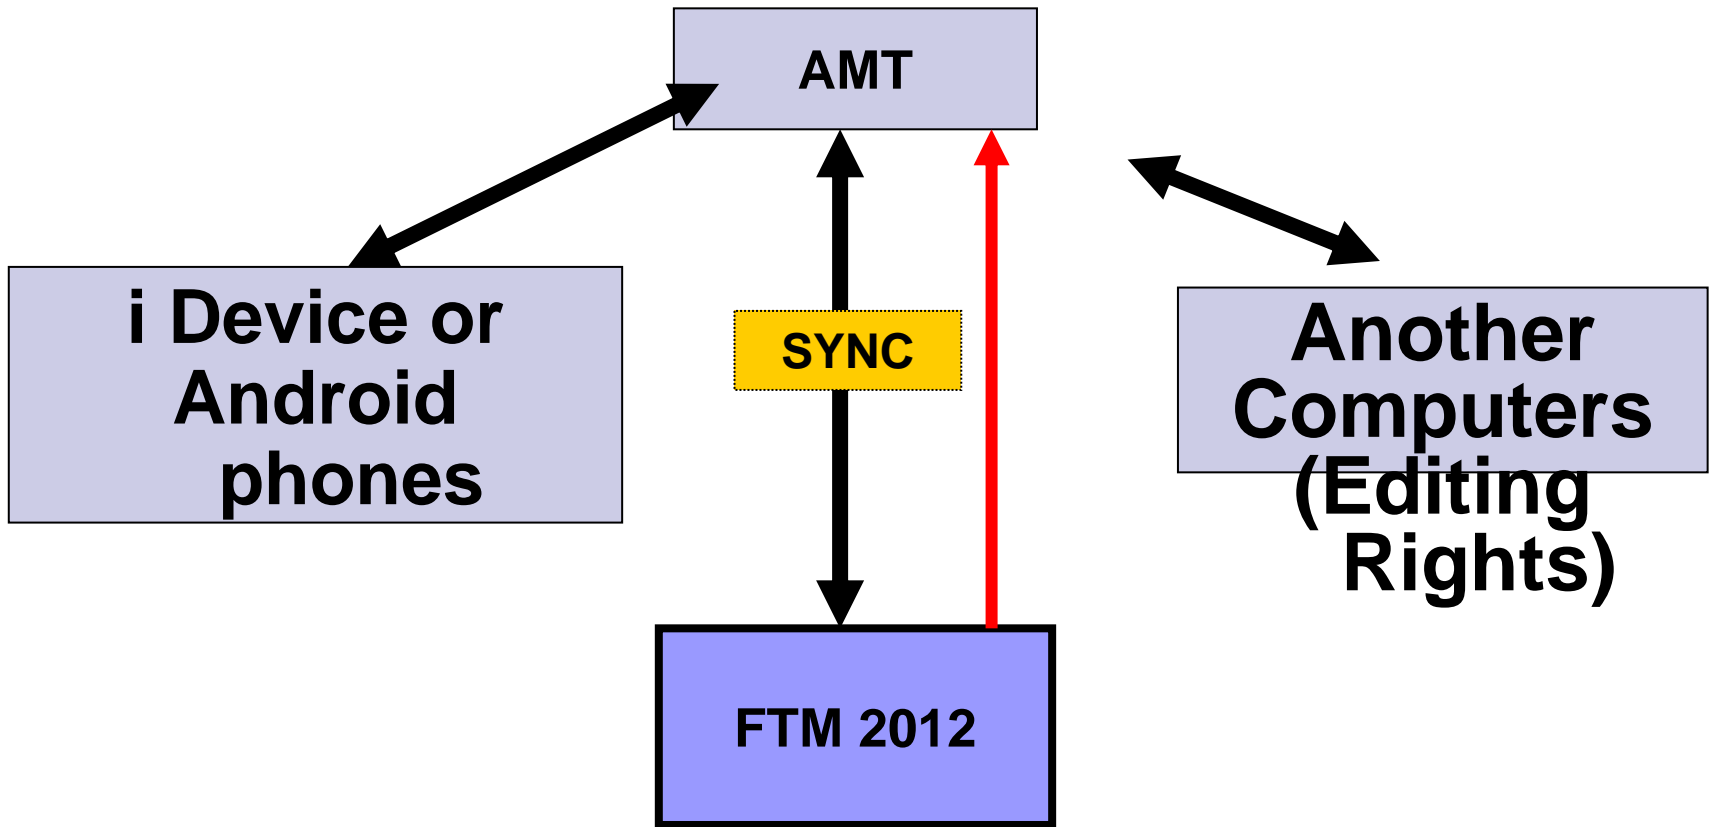 AMT
i Device or
Android
phones
SYNC
Another
Computers
(Editing
Rights)
FTM 2012